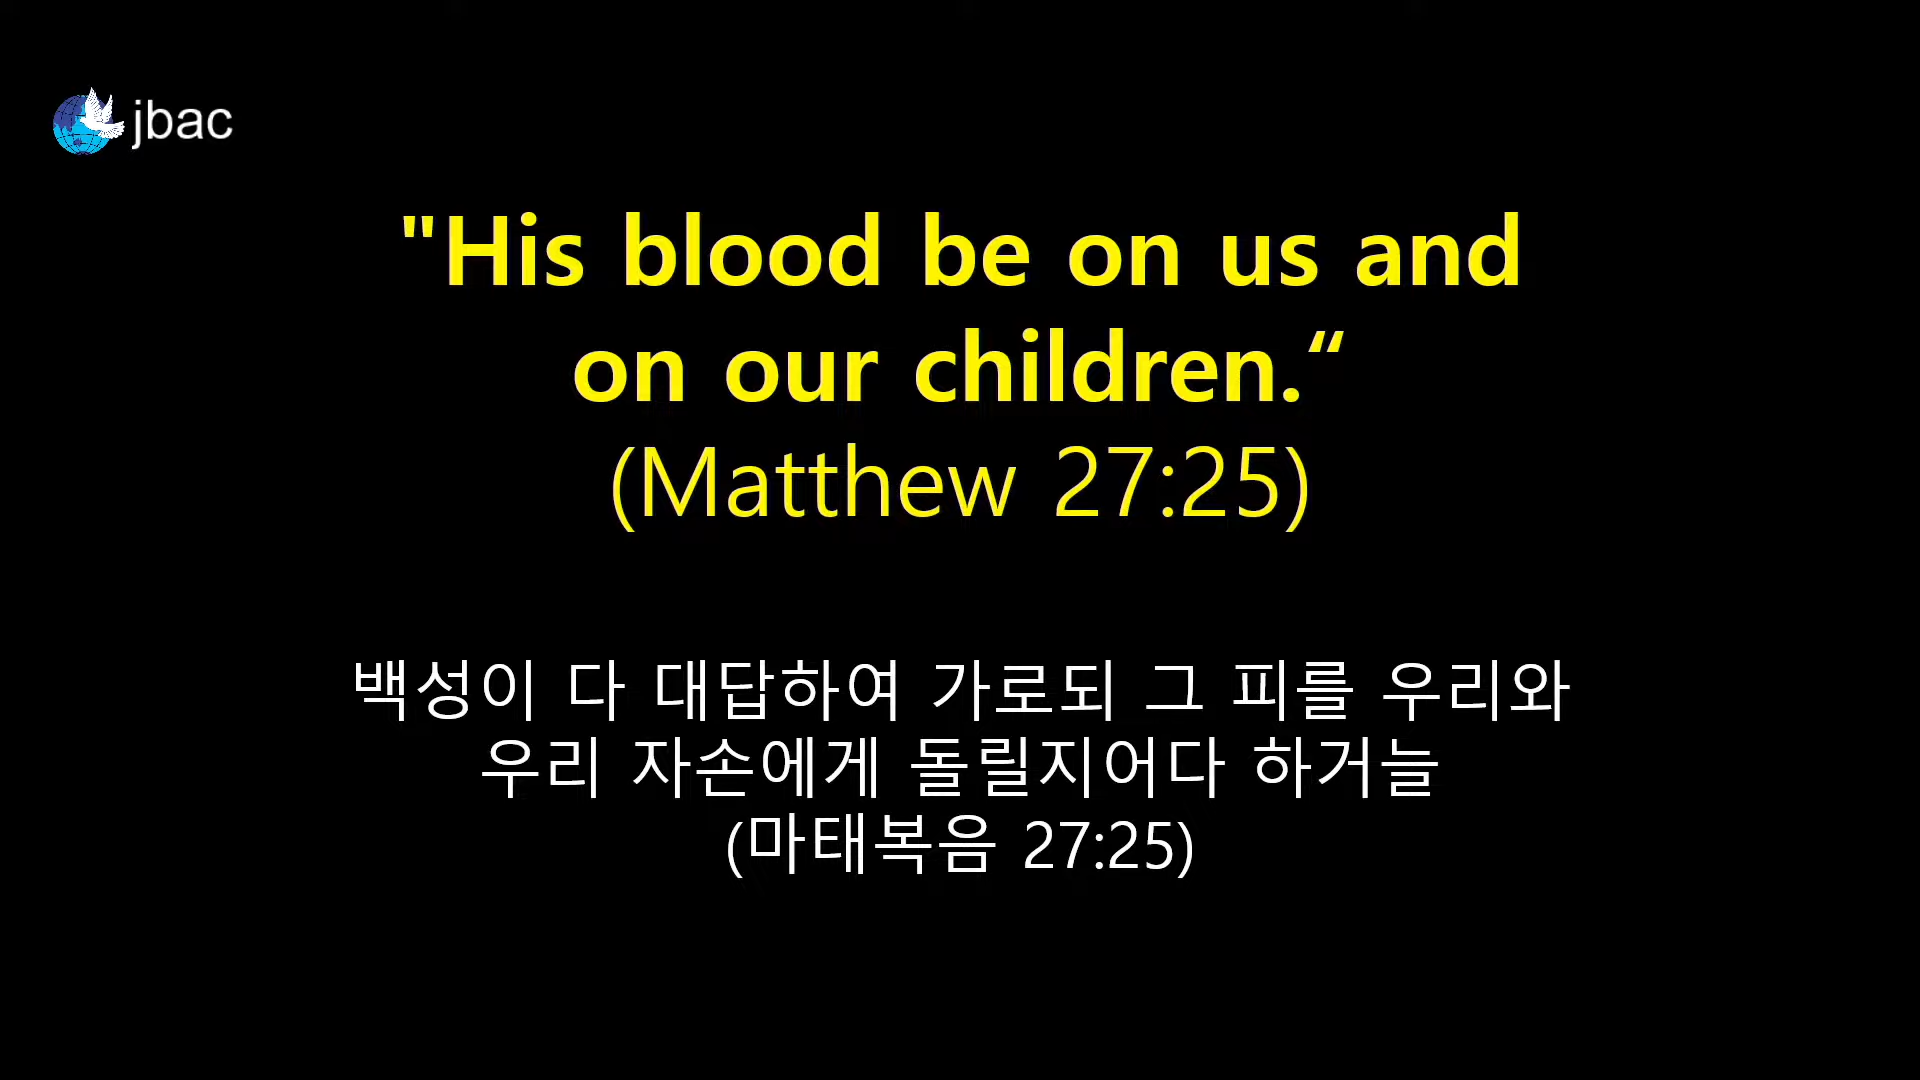 jbac
"His blood be on us and
on our children.“
(Matthew 27:25)
백성이 다 대답하여 가로되 그 피를 우리와
우리 자손에게 돌릴지어다 하거늘
(마태복음 27:25)